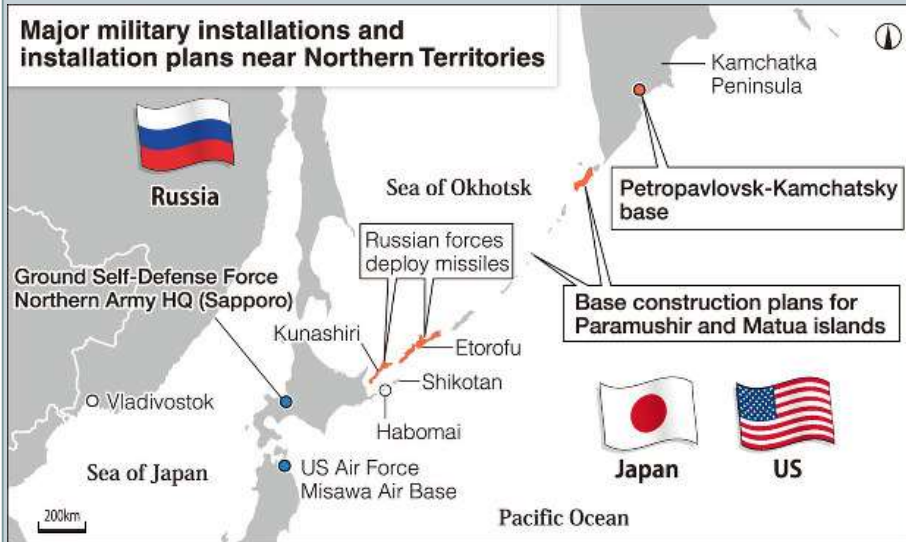 Major military installations and
installation plans near Northern Territories
Kamchatka
Peninsula
Russia
Sea of Okhotsk
Petropavlovsk-Kamchatsky
base
Russian forces
deploy missiles
Ground Self-Defense Force
Northern Army HQ (Sapporo)
Base construction plans for
Paramushir and Matua islands
Kunashiri
Etorofu
Shikotan
Vladivostok
Habomai
Sea of Japan
US Air Force
Misawa Air Base
Japan
US
200km
Pacific Ocean